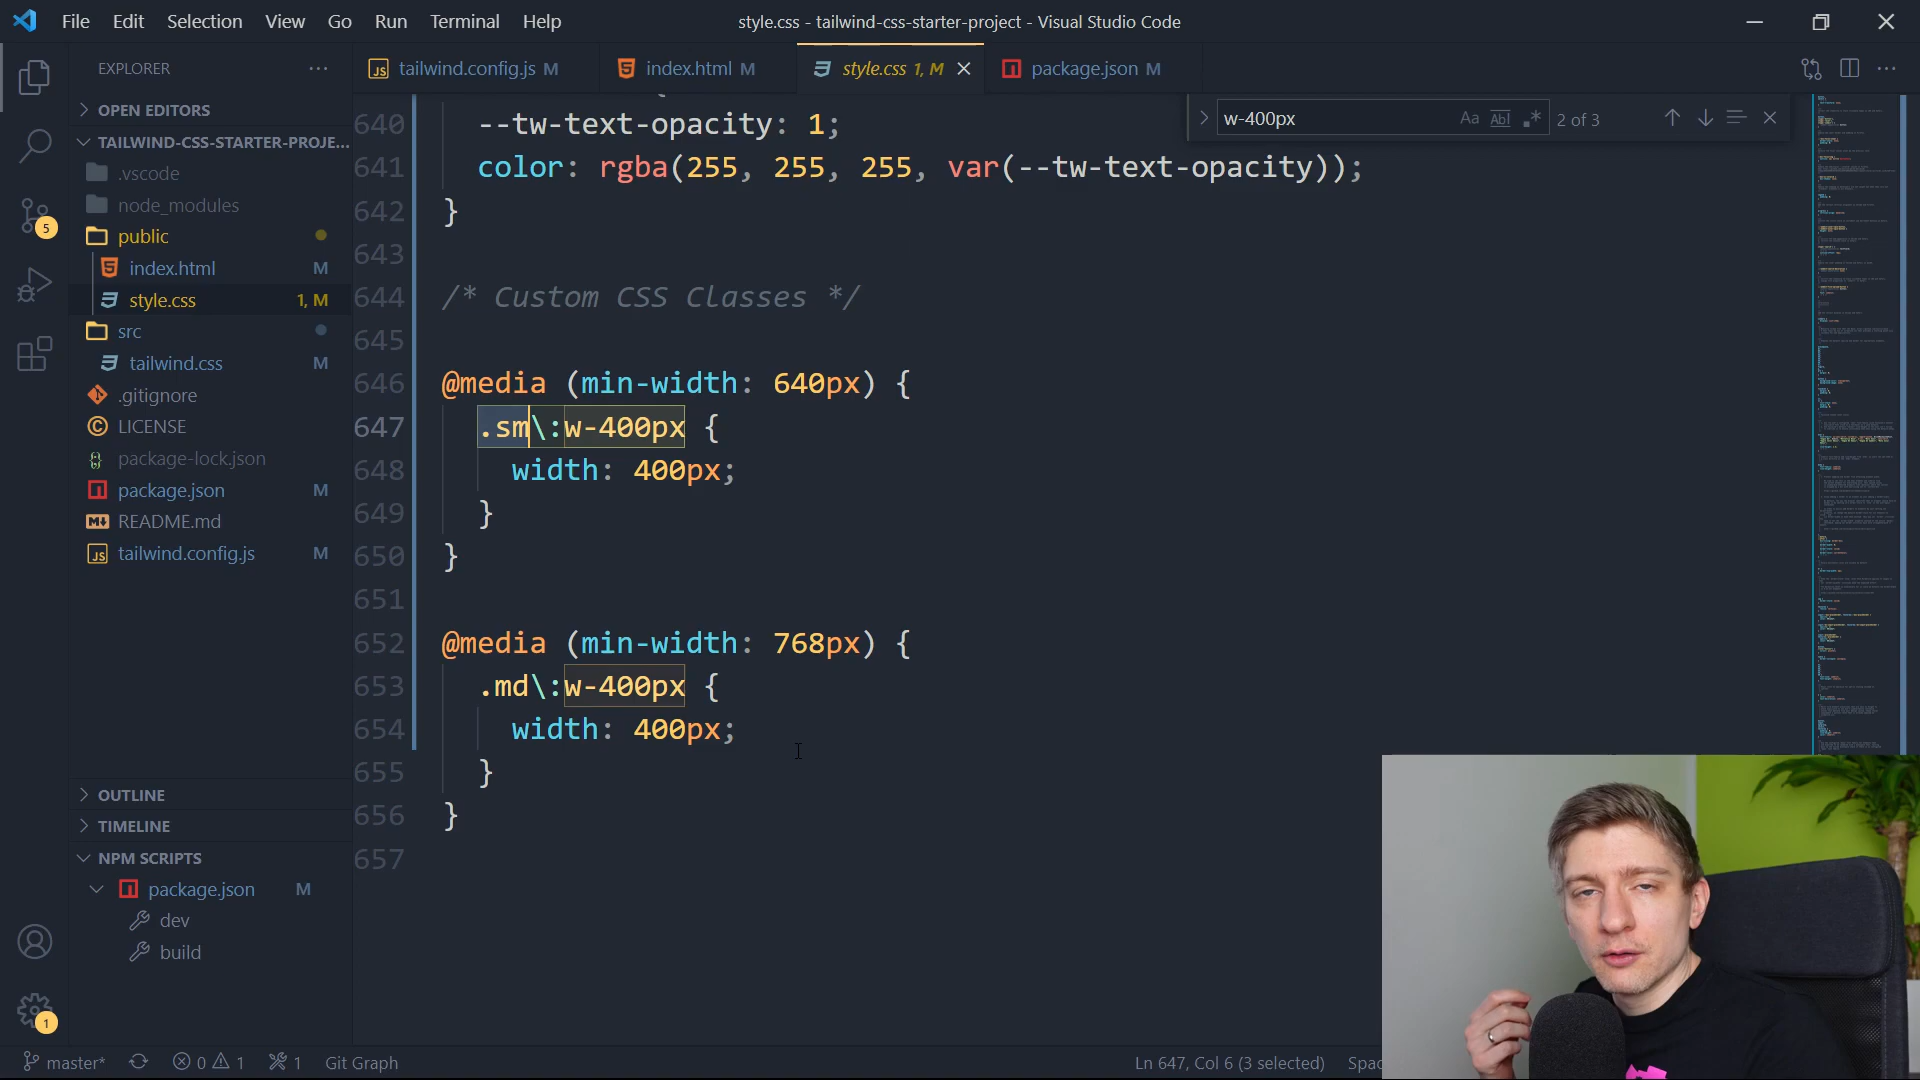 File Edit Selection View Go Run Terminal Help
style.css - tailwind-css-starter-project - Visual Studio Code
EXPLORER
OPEN EDITORS
TAILWIND-CSS-STARTER-PROJE...
.vscode
node_modules
public
index.html M
style.css 1, M
src
tailwind.css M
.gitignore
LICENSE
package-lock.json
package.json M
README.md
tailwind.config.js M
OUTLINE
TIMELINE
NPM SCRIPTS
package.json M
dev
build
5
1
tailwind.config.js M
index.html M
style.css 1, M
package.json M
w-400px Aa Abl .* 2 of 3
640 --tw-text-opacity: 1;
641 color: rgba(255, 255, 255, var(--tw-text-opacity));
642 }
643
644 /* Custom CSS Classes */
645
646 @media (min-width: 640px) {
647 .sm\:w-400px {
648 width: 400px;
649 }
650 }
651
652 @media (min-width: 768px) {
653 .md\:w-400px {
654 width: 400px;
655 }
656 }
657
master* 0 1 1 Git Graph
Ln 647, Col 6 (3 selected) Spac